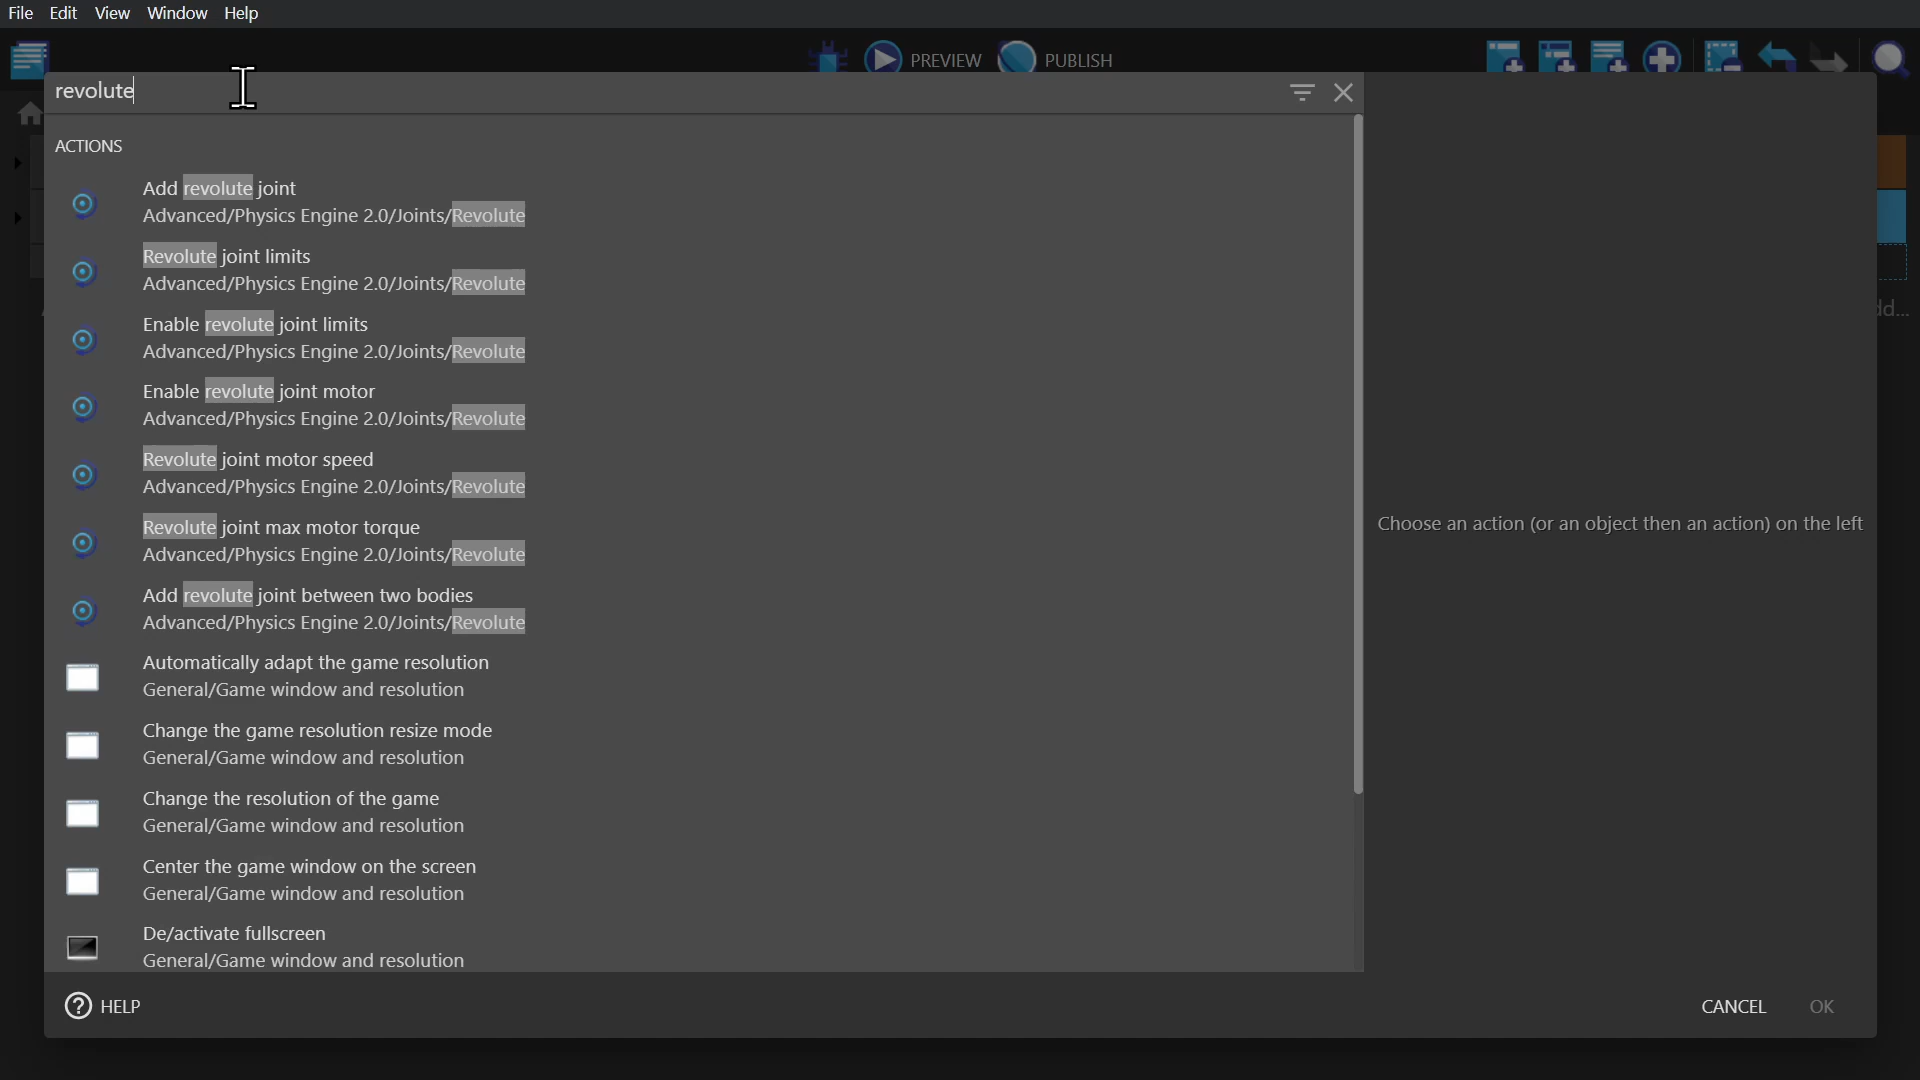 File Edit View Window Help
PREVIEW PUBLISH
revolute
ACTIONS
Add revolute joint
Advanced/Physics Engine 2.0/Joints/Revolute
Revolute joint limits
Advanced/Physics Engine 2.0/Joints/Revolute
Enable revolute joint limits
Advanced/Physics Engine 2.0/Joints/Revolute
Enable revolute joint motor
Advanced/Physics Engine 2.0/Joints/Revolute
Revolute joint motor speed
Advanced/Physics Engine 2.0/Joints/Revolute
Revolute joint max motor torque
Advanced/Physics Engine 2.0/Joints/Revolute
Add revolute joint between two bodies
Advanced/Physics Engine 2.0/Joints/Revolute
Automatically adapt the game resolution
General/Game window and resolution
Change the game resolution resize mode
General/Game window and resolution
Change the resolution of the game
General/Game window and resolution
Center the game window on the screen
General/Game window and resolution
De/activate fullscreen
General/Game window and resolution
Choose an action (or an object then an action) on the left
HELP
CANCEL OK